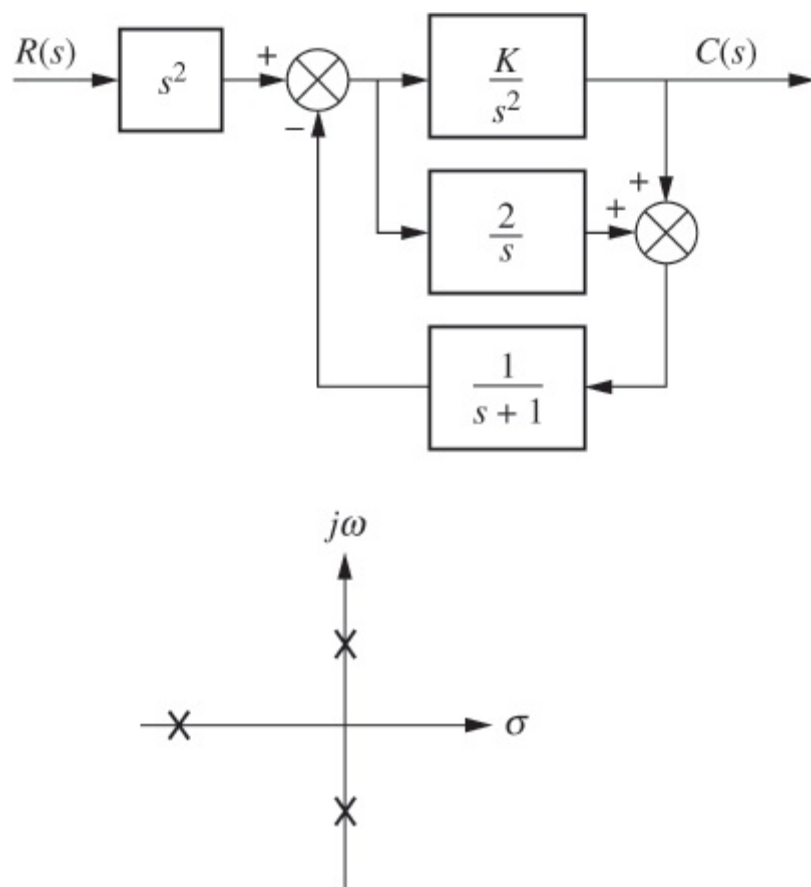 R(s)
s²
+
−
K/s²
C(s)
+
+
2/s
1/(s + 1)
jω
σ